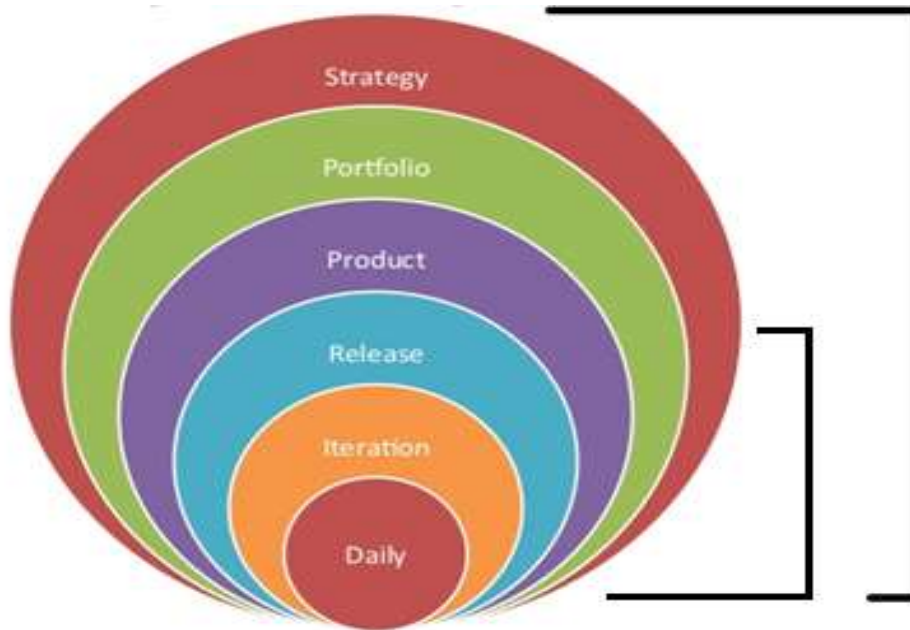 Strategy
Portfolio
Product
Release
Iteration
Daily